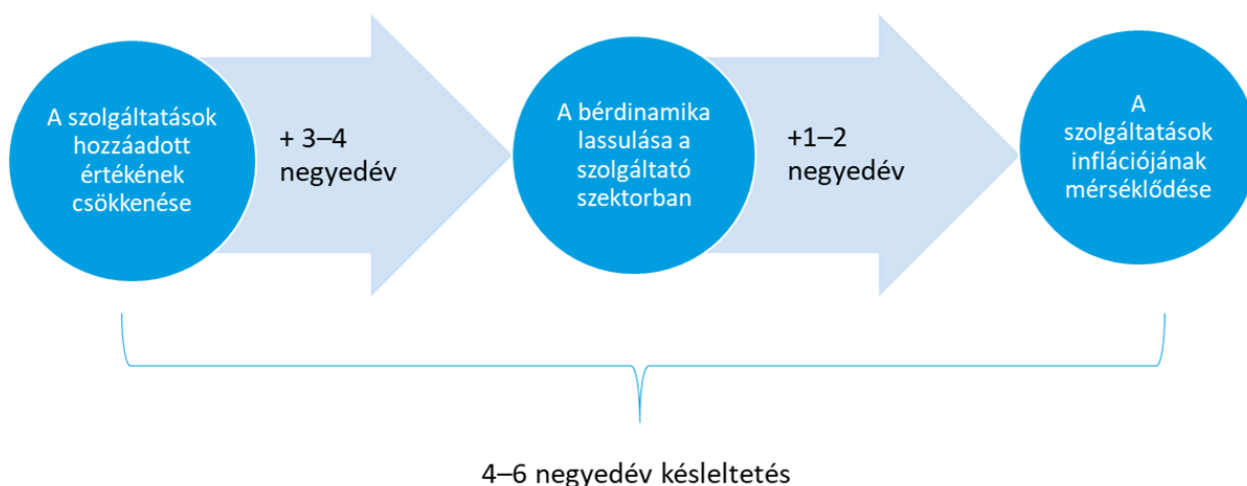 A szolgáltatások
hozzáadott
értékének
csökkenése
+ 3–4
negyedév
A bérdinamika
lassulása a
szolgáltató
szektorban
+1–2
negyedév
A
szolgáltatások
inflációjának
mérséklődése
4–6 negyedév késleltetés